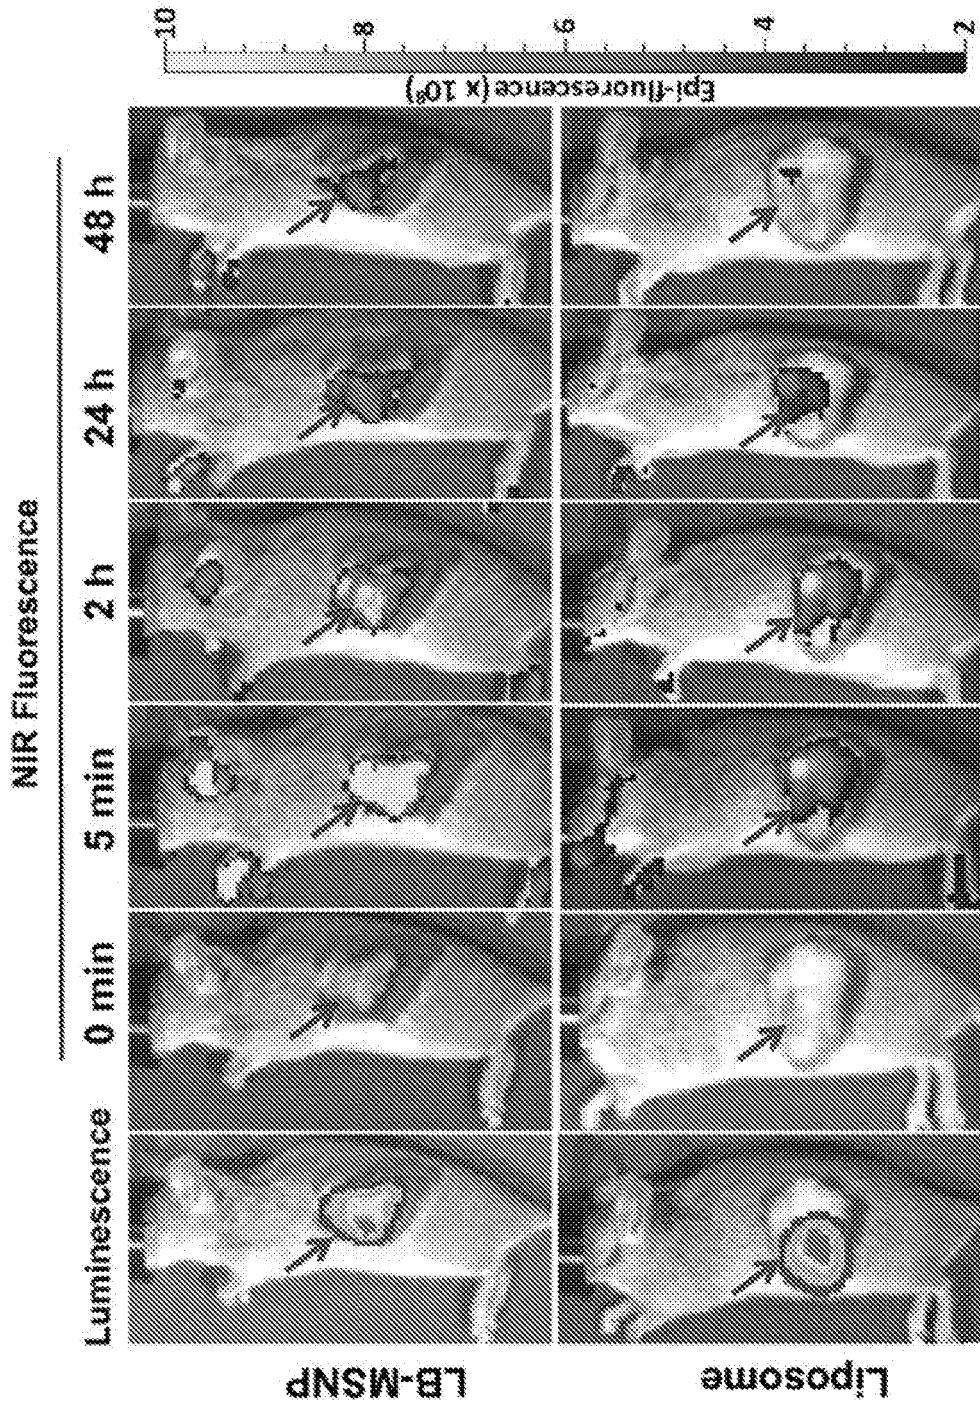 NIR Fluorescence
Luminescence 0 min 5 min 2 h 24 h 48 h
LB-MSNP
Liposome
Epi-fluorescence (x 10⁸)
10
8
6
4
2